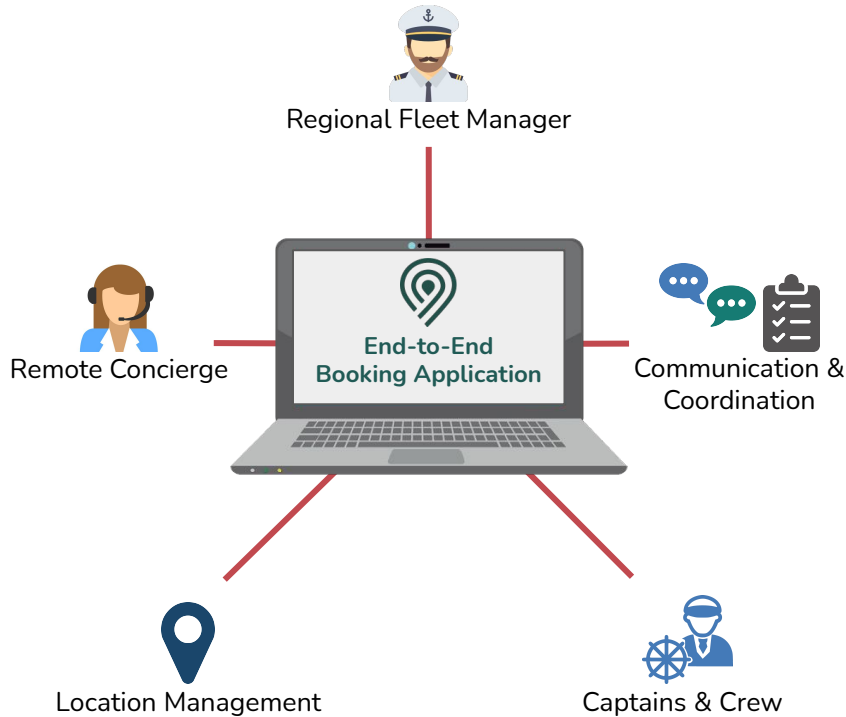 Regional Fleet Manager
End-to-End
Booking Application
Remote Concierge
Communication &
Coordination
Location Management
Captains & Crew